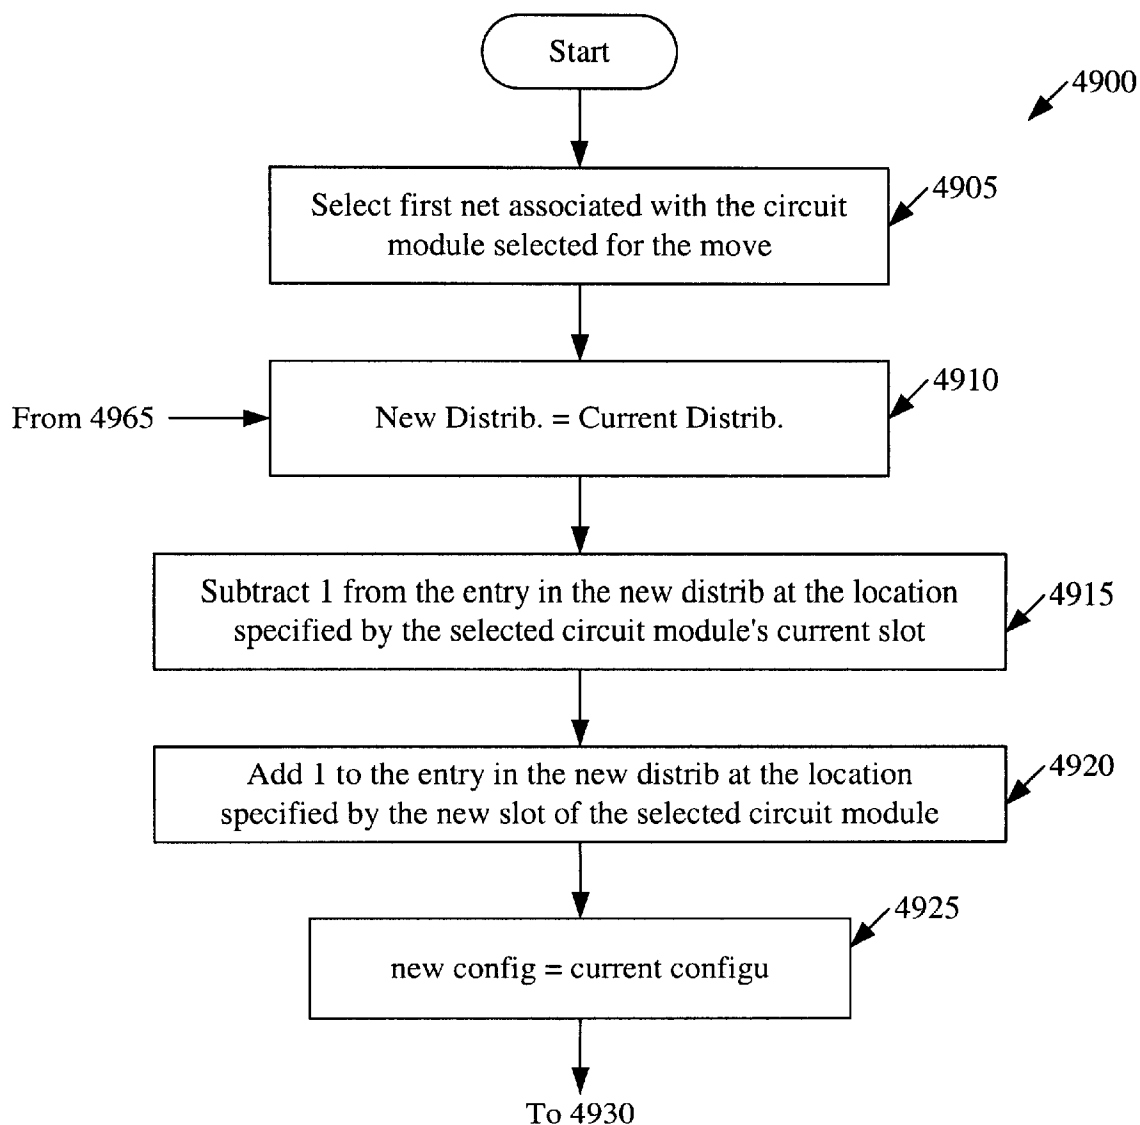 Start
4900
4905
Select first net associated with the circuit
module selected for the move
4910
From 4965
New Distrib. = Current Distrib.
4915
Subtract 1 from the entry in the new distrib at the location
specified by the selected circuit module's current slot
4920
Add 1 to the entry in the new distrib at the location
specified by the new slot of the selected circuit module
4925
new config = current configu
To 4930